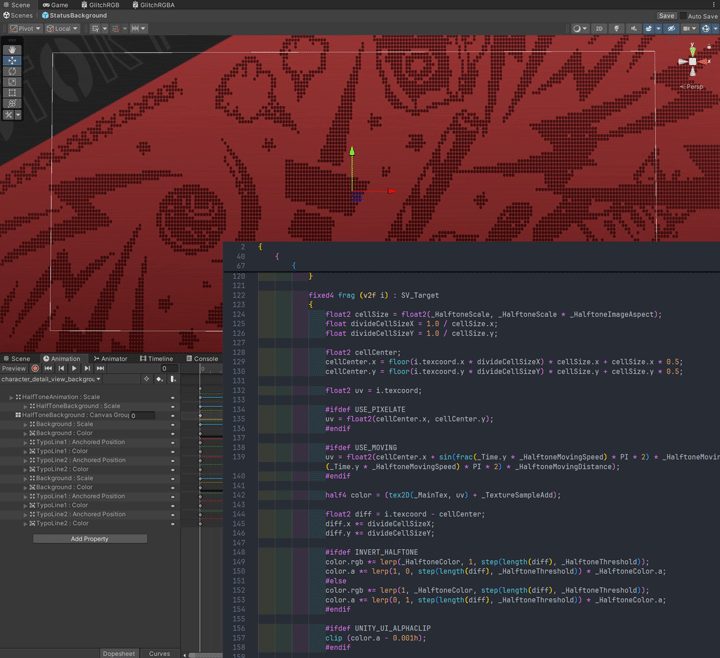 Scene Game GlitchRGB GlitchRGBA
Scenes StatusBackground Save Auto Save
Pivot Local 2D
y
x
Persp
Scene Animation Animator Timeline Console
Preview 0
character_detail_view_backgrou
HalfToneAnimation : Scale
HalfToneBackground : Scale
HalfToneBackground : Canvas Grou 0
Background : Scale
Background : Color
TypoLine1 : Anchored Position
TypoLine1 : Color
TypoLine2 : Anchored Position
TypoLine2 : Color
Background : Scale
Background : Color
TypoLine1 : Anchored Position
TypoLine1 : Color
TypoLine2 : Anchored Position
TypoLine2 : Color
Add Property
Dopesheet Curves
2 {
40 {
67 {
120 }
121
122 fixed4 frag (v2f i) : SV_Target
123 {
124 float2 cellSize = float2(_HalftoneScale, _HalftoneScale * _HalftoneImageAspect);
125 float divideCellSizeX = 1.0 / cellSize.x;
126 float divideCellSizeY = 1.0 / cellSize.y;
127
128 float2 cellCenter;
129 cellCenter.x = floor(i.texcoord.x * divideCellSizeX) * cellSize.x + cellSize.x * 0.5;
130 cellCenter.y = floor(i.texcoord.y * divideCellSizeY) * cellSize.y + cellSize.y * 0.5;
131
132 float2 uv = i.texcoord;
133
134 #ifdef USE_PIXELATE
135 uv = float2(cellCenter.x, cellCenter.y);
136 #endif
137
138 #ifdef USE_MOVING
139 uv = float2(cellCenter.x + sin(frac(_Time.y * _HalftoneMovingSpeed) * PI * 2) * _HalftoneMovin
(_Time.y * _HalftoneMovingSpeed) * PI * 2) * _HalftoneMovingDistance);
140 #endif
141
142 half4 color = (tex2D(_MainTex, uv) + _TextureSampleAdd);
143
144 float2 diff = i.texcoord - cellCenter;
145 diff.x *= divideCellSizeX;
146 diff.y *= divideCellSizeY;
147
148 #ifdef INVERT_HALFTONE
149 color.rgb *= lerp(_HalftoneColor, 1, step(length(diff), _HalftoneThreshold));
150 color.a *= lerp(1, 0, step(length(diff), _HalftoneThreshold)) * _HalftoneColor.a;
151 #else
152 color.rgb *= lerp(1, _HalftoneColor, step(length(diff), _HalftoneThreshold));
153 color.a *= lerp(0, 1, step(length(diff), _HalftoneThreshold)) * _HalftoneColor.a;
154 #endif
155
156 #ifdef UNITY_UI_ALPHACLIP
157 clip (color.a - 0.001h);
158 #endif